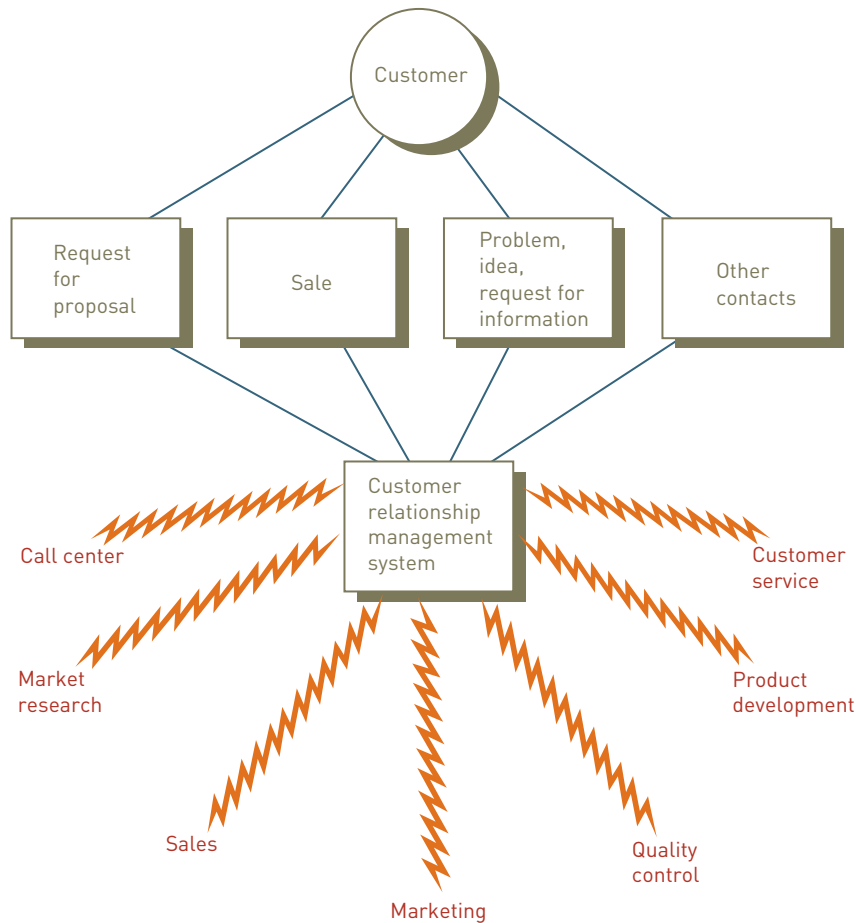 Customer
Request
for
proposal
Sale
Problem,
idea,
request for
information
Other
contacts
Customer
relationship
management
system
Call center
Customer
service
Market
research
Product
development
Sales
Quality
control
Marketing